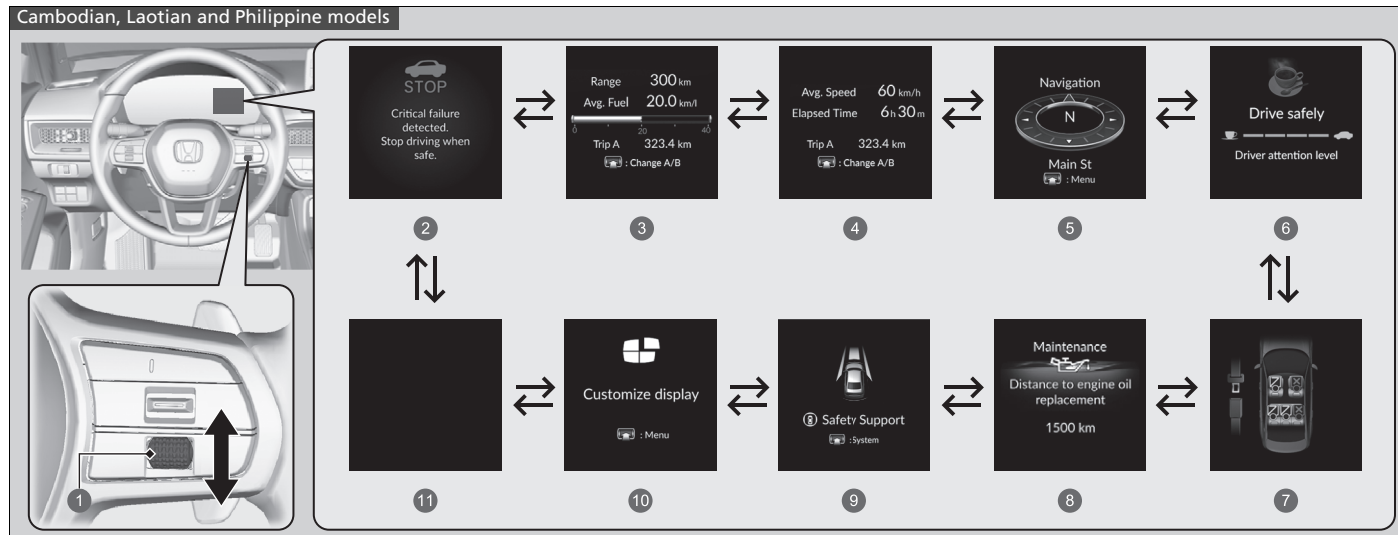 Cambodian, Laotian and Philippine models
STOP
Critical failure
detected.
Stop driving when
safe.
2
Range 300 km
Avg. Fuel 20.0 km/l
0 20 40
Trip A 323.4 km
: Change A/B
3
Avg. Speed 60 km/h
Elapsed Time 6h30m
Trip A 323.4 km
: Change A/B
4
Navigation
N
Main St
: Menu
5
Drive safely
Driver attention level
6
1
11
Customize display
: Menu
10
Safety Support
:System
9
Maintenance
Distance to engine oil
replacement
1500 km
8
7